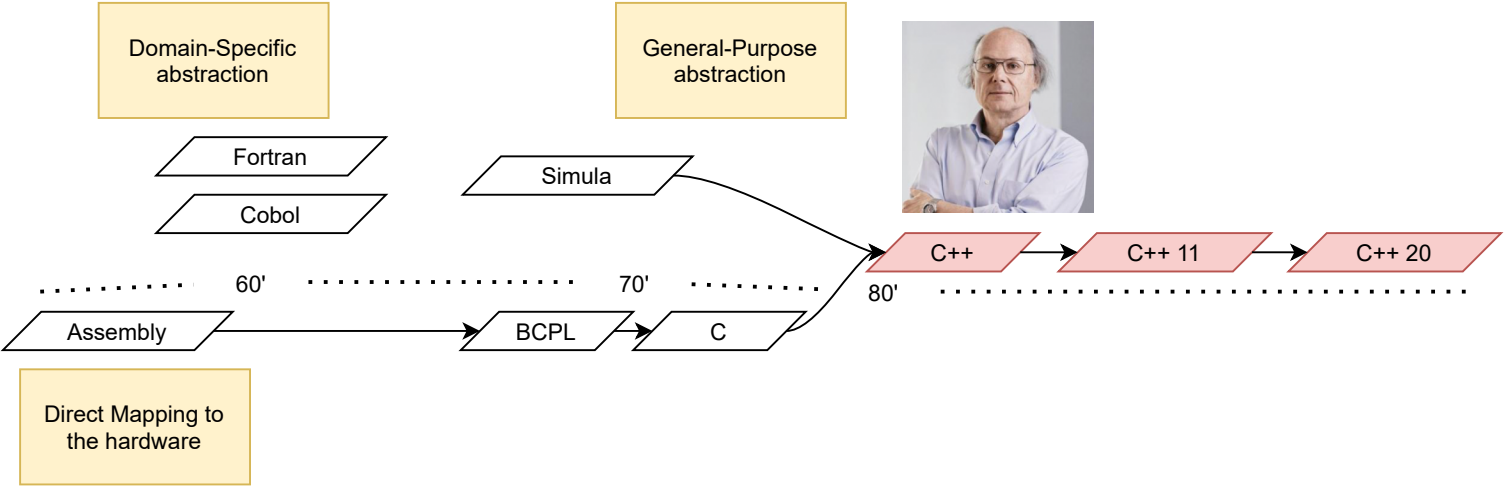 Domain-Specific
abstraction
General-Purpose
abstraction
Fortran
Simula
Cobol
C++
C++ 11
C++ 20
60'
70'
80'
Assembly
BCPL
C
Direct Mapping to
the hardware